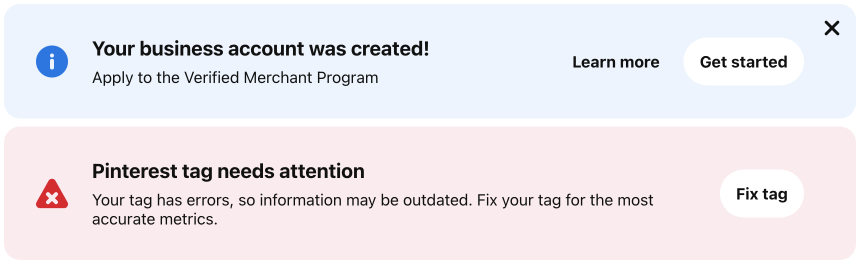 Your business account was created!
Apply to the Verified Merchant Program
Learn more
Get started
Pinterest tag needs attention
Your tag has errors, so information may be outdated. Fix your tag for the most
accurate metrics.
Fix tag